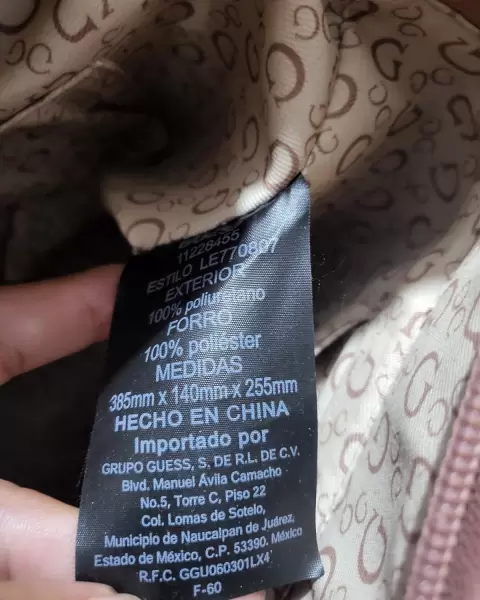 11228455
ESTILO LE770807
EXTERIOR
100% poliuretano
FORRO
100% poliéster
MEDIDAS
385mm x 140mm x 255mm
HECHO EN CHINA
Importado por
GRUPO GUESS, S. DE R.L. DE C.V.
Blvd. Manuel Ávila Camacho
No.5, Torre C, Piso 22
Col. Lomas de Sotelo,
Municipio de Naucalpan de Juárez,
Estado de México, C.P. 53390, México
R.F.C. GGU060301LX4
F-60